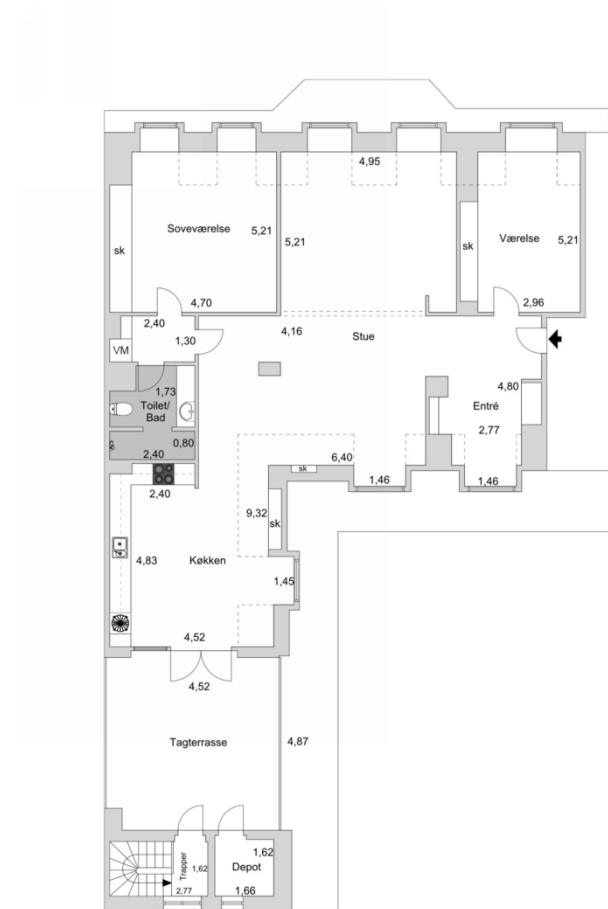 4,95
Soveværelse
5,21
5,21
sk
sk
Værelse
5,21
4,70
2,96
2,40
1,30
4,16
Stue
VM
1,73
Toilet/
Bad
4,80
Entré
2,77
0,80
2,40
6,40
sk
1,46
1,46
2,40
9,32
sk
4,83
Køkken
1,45
4,52
4,52
Tagterrasse
4,87
Trapper
1,62
2,77
1,62
Depot
1,66